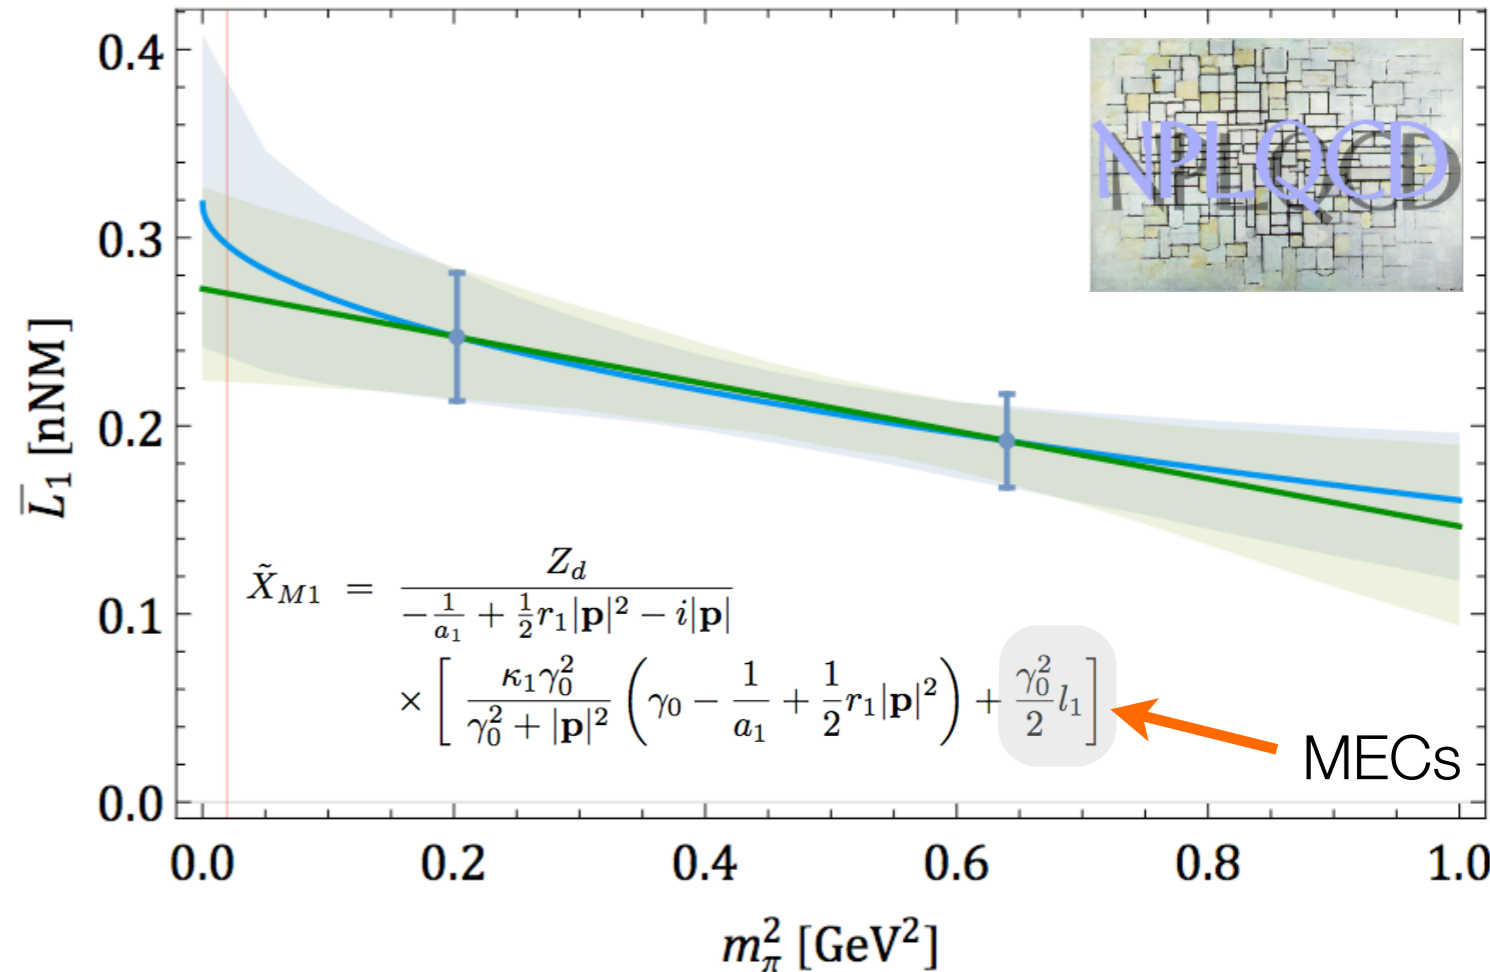 0.4
0.3
0.2
0.1
0.0
L̄₁ [nNM]
NPLQCD
X̃_{M1} = Z_d / (−1/a₁ + ½r₁|𝐩|² − i|𝐩|)
× [ κ₁γ₀² / (γ₀² + |𝐩|²) (γ₀ − 1/a₁ + ½r₁|𝐩|²) + γ₀²/2 l₁ ]
MECs
0.0 0.2 0.4 0.6 0.8 1.0
m_π² [GeV²]